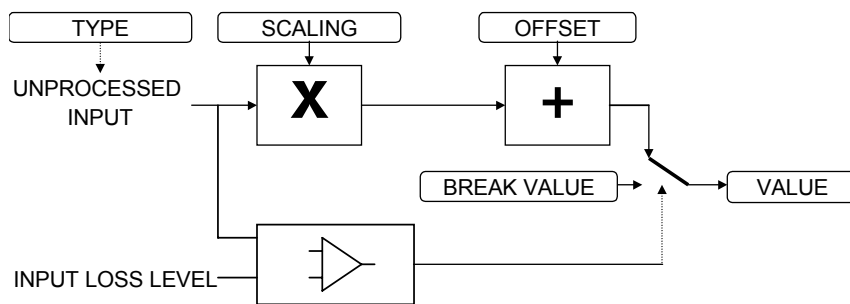 TYPE
SCALING
OFFSET
UNPROCESSED
INPUT
X
+
BREAK VALUE
VALUE
INPUT LOSS LEVEL